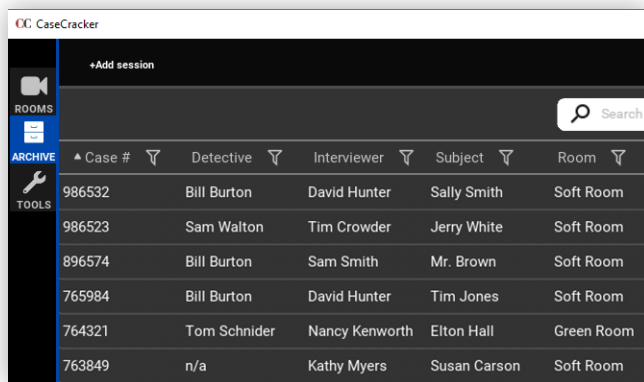 CC CaseCracker
+Add session
ROOMS
Search
ARCHIVE
Case # Detective Interviewer Subject Room
TOOLS
986532 Bill Burton David Hunter Sally Smith Soft Room
986523 Sam Walton Tim Crowder Jerry White Soft Room
896574 Bill Burton Sam Smith Mr. Brown Soft Room
765984 Bill Burton David Hunter Tim Jones Soft Room
764321 Tom Schnider Nancy Kenworth Elton Hall Green Room
763849 n/a Kathy Myers Susan Carson Soft Room